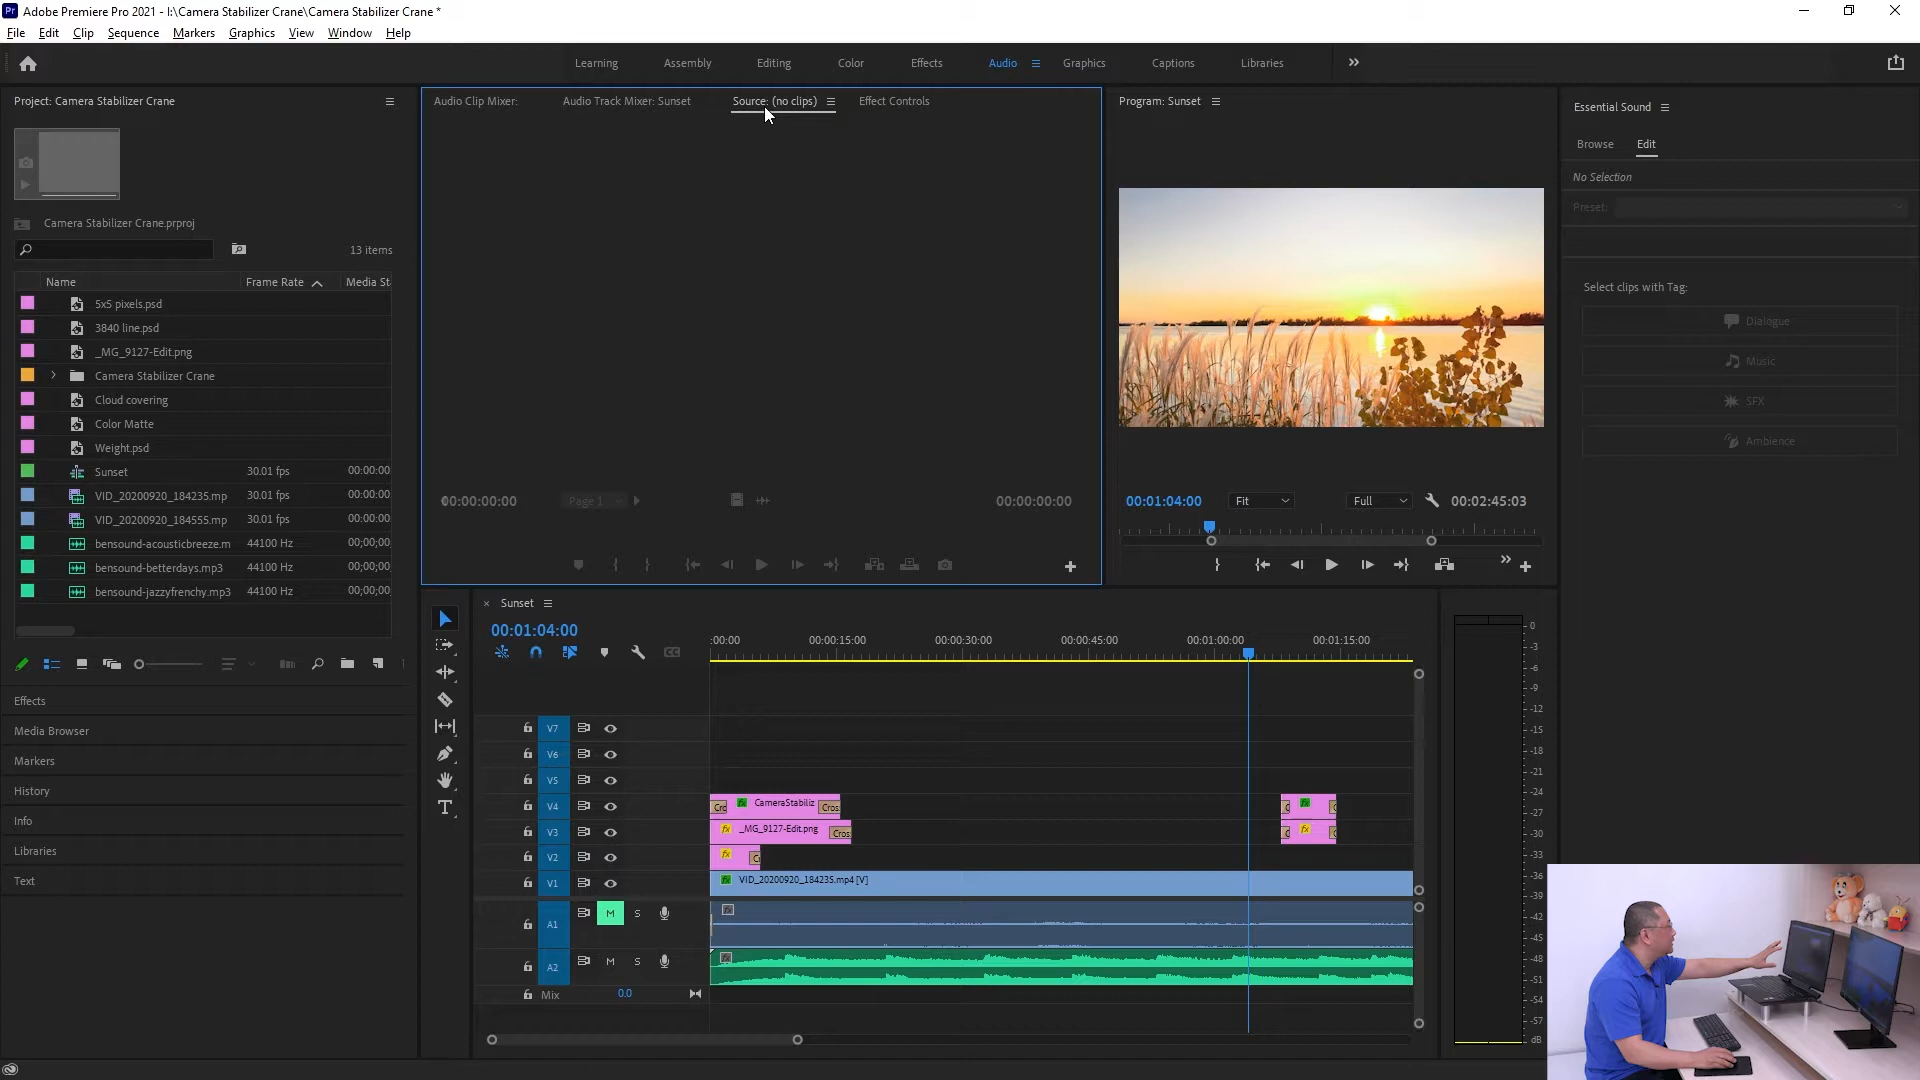 Adobe Premiere Pro 2021 - I:\Camera Stabilizer Crane\Camera Stabilizer Crane *
File Edit Clip Sequence Markers Graphics View Window Help
Learning Assembly Editing Color Effects Audio Graphics Captions Libraries
Project: Camera Stabilizer Crane
Camera Stabilizer Crane.prproj
13 items
Name Frame Rate Media St
5x5 pixels.psd
3840 line.psd
_MG_9127-Edit.png
Camera Stabilizer Crane
Cloud covering
Color Matte
Weight.psd
Sunset 30.01 fps 00:00:00
VID_20200920_184235.mp 30.01 fps 00:00:00
VID_20200920_184555.mp 30.01 fps 00:00:00
bensound-acousticbreeze.m 44100 Hz 00;00;00
bensound-betterdays.mp3 44100 Hz 00;00;00
bensound-jazzyfrenchy.mp3 44100 Hz 00;00;00
Effects
Media Browser
Markers
History
Info
Libraries
Text
Audio Clip Mixer: Audio Track Mixer: Sunset Source: (no clips) Effect Controls
00:00:00:00 Page 1 00:00:00:00
Program: Sunset
00:01:04:00 Fit Full 00:02:45:03
Essential Sound
Browse Edit
No Selection
Preset:
Select clips with Tag:
Dialogue
Music
SFX
Ambience
Sunset
00:01:04:00
:00:00 00:00:15:00 00:00:30:00 00:00:45:00 00:01:00:00 00:01:15:00
V7
V6
V5
V4 Crc fx CameraStabiliz Cros C fx C
V3 fx _MG_9127-Edit.png Cros C fx C
V2 fx C
V1 fx VID_20200920_184235.mp4 [V]
A1 M S fx
A2 M S fx
Mix 0.0
0
-3
-6
-9
-12
-15
-18
-21
-24
-27
-30
-33
-36
-39
-42
-45
-48
-51
-54
-57
dB